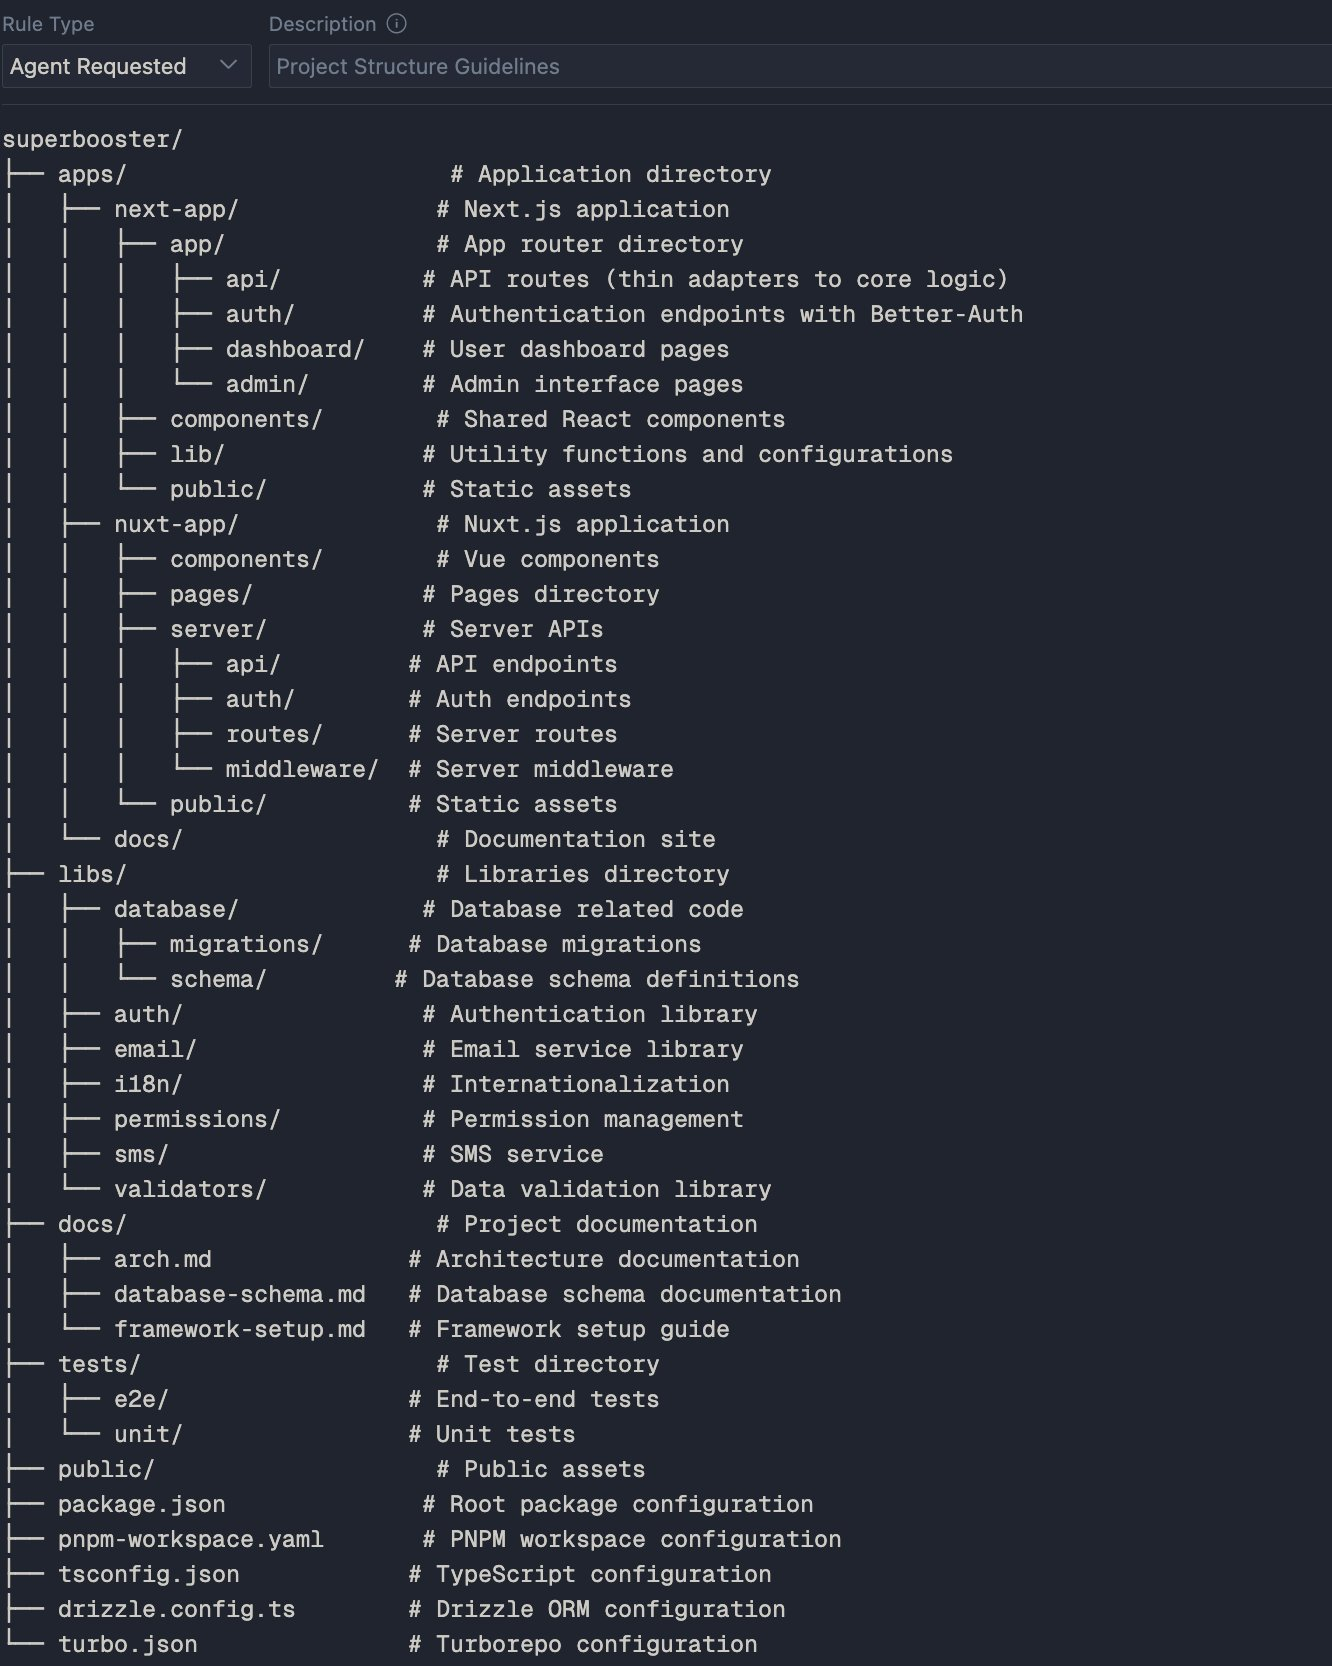 Rule Type
Description
Agent Requested
Project Structure Guidelines
superbooster/
├── apps/                       # Application directory
│   ├── next-app/              # Next.js application
│   │   ├── app/               # App router directory
│   │   │   ├── api/          # API routes (thin adapters to core logic)
│   │   │   ├── auth/         # Authentication endpoints with Better-Auth
│   │   │   ├── dashboard/    # User dashboard pages
│   │   │   └── admin/        # Admin interface pages
│   │   ├── components/        # Shared React components
│   │   ├── lib/              # Utility functions and configurations
│   │   └── public/           # Static assets
│   ├── nuxt-app/              # Nuxt.js application
│   │   ├── components/        # Vue components
│   │   ├── pages/            # Pages directory
│   │   ├── server/           # Server APIs
│   │   │   ├── api/         # API endpoints
│   │   │   ├── auth/        # Auth endpoints
│   │   │   ├── routes/      # Server routes
│   │   │   └── middleware/  # Server middleware
│   │   └── public/          # Static assets
│   └── docs/                  # Documentation site
├── libs/                      # Libraries directory
│   ├── database/             # Database related code
│   │   ├── migrations/      # Database migrations
│   │   └── schema/         # Database schema definitions
│   ├── auth/                 # Authentication library
│   ├── email/                # Email service library
│   ├── i18n/                 # Internationalization
│   ├── permissions/          # Permission management
│   ├── sms/                  # SMS service
│   └── validators/           # Data validation library
├── docs/                      # Project documentation
│   ├── arch.md              # Architecture documentation
│   ├── database-schema.md   # Database schema documentation
│   └── framework-setup.md   # Framework setup guide
├── tests/                     # Test directory
│   ├── e2e/                 # End-to-end tests
│   └── unit/                # Unit tests
├── public/                    # Public assets
├── package.json              # Root package configuration
├── pnpm-workspace.yaml       # PNPM workspace configuration
├── tsconfig.json            # TypeScript configuration
├── drizzle.config.ts        # Drizzle ORM configuration
└── turbo.json               # Turborepo configuration